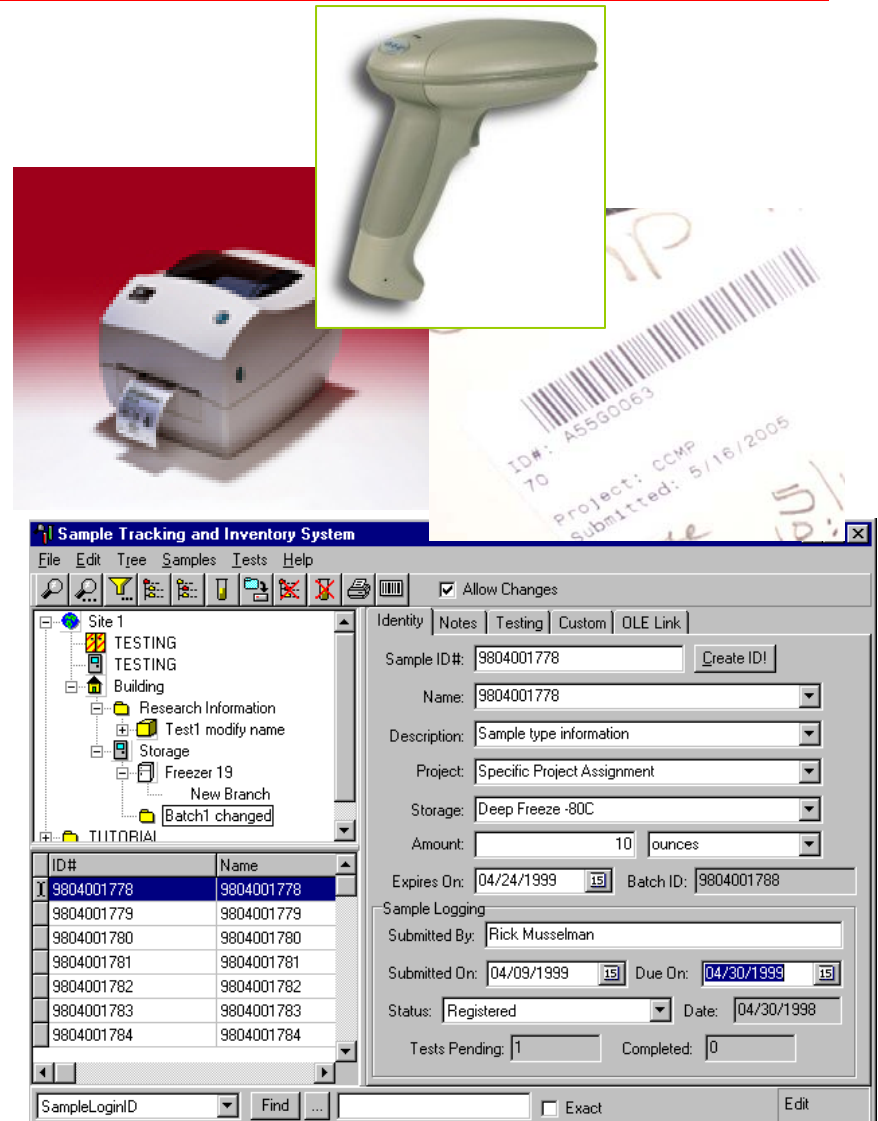 ID#: A55G0063
70
Project: CCMP
Submitted: 5/16/2005
Sample Tracking and Inventory System
File Edit Tree Samples Tests Help
Allow Changes
Site 1
TESTING
TESTING
Building
Research Information
Test1 modify name
Storage
Freezer 19
New Branch
Batch1 changed
TUTORIAL
Identity Notes Testing Custom OLE Link
Sample ID#: 9804001778 Create ID!
Name: 9804001778
Description: Sample type information
Project: Specific Project Assignment
Storage: Deep Freeze -80C
Amount: 10 ounces
Expires On: 04/24/1999 15 Batch ID: 9804001788
Sample Logging
Submitted By: Rick Musselman
Submitted On: 04/09/1999 15 Due On: 04/30/1999 15
Status: Registered Date: 04/30/1998
Tests Pending: 1 Completed: 0
ID# Name
9804001778 9804001778
9804001779 9804001779
9804001780 9804001780
9804001781 9804001781
9804001782 9804001782
9804001783 9804001783
9804001784 9804001784
SampleLoginID Find ... Exact Edit